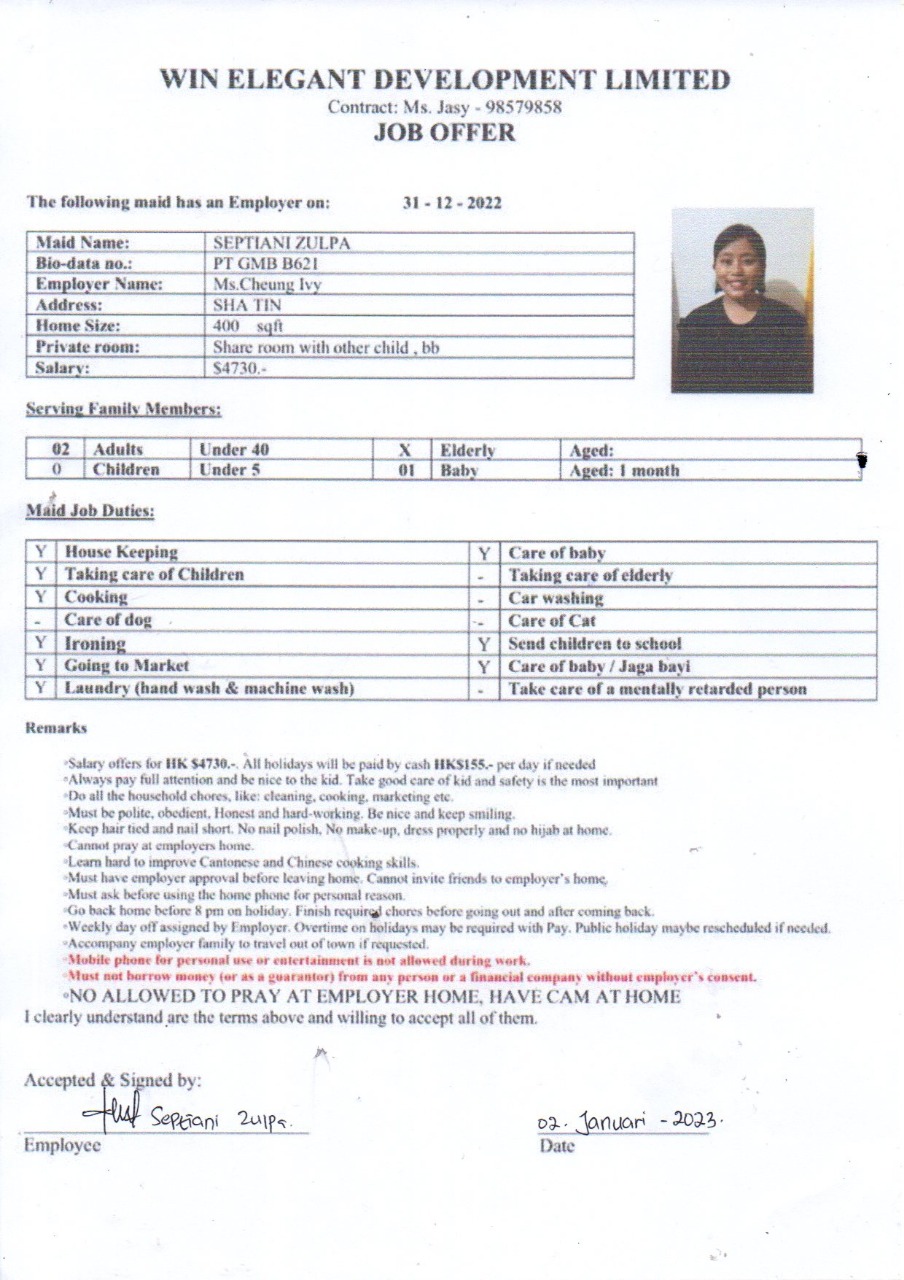 WIN ELEGANT DEVELOPMENT LIMITED
Contract: Ms. Jasy - 98579858
JOB OFFER
The following maid has an Employer on: 31 - 12 - 2022
Maid Name: SEPTIANI ZULPA
Bio-data no.: PT GMB B621
Employer Name: Ms.Cheung Ivy
Address: SHA TIN
Home Size: 400 sqft
Private room: Share room with other child , bb
Salary: $4730.-
Serving Family Members:
02 Adults Under 40 X Elderly Aged:
0 Children Under 5 01 Baby Aged: 1 month
Maid Job Duties:
Y House Keeping Y Care of baby
Y Taking care of Children - Taking care of elderly
Y Cooking - Car washing
- Care of dog - Care of Cat
Y Ironing Y Send children to school
Y Going to Market Y Care of baby / Jaga bayi
Y Laundry (hand wash & machine wash) - Take care of a mentally retarded person
Remarks
▫Salary offers for HK $4730.-. All holidays will be paid by cash HK$155.- per day if needed
▫Always pay full attention and be nice to the kid. Take good care of kid and safety is the most important
▫Do all the household chores, like: cleaning, cooking, marketing etc.
▫Must be polite, obedient, Honest and hard-working. Be nice and keep smiling.
▫Keep hair tied and nail short. No nail polish, No make-up, dress properly and no hijab at home.
▫Cannot pray at employers home.
▫Learn hard to improve Cantonese and Chinese cooking skills.
▫Must have employer approval before leaving home. Cannot invite friends to employer's home,
▫Must ask before using the home phone for personal reason.
▫Go back home before 8 pm on holiday. Finish required chores before going out and after coming back.
▫Weekly day off assigned by Employer. Overtime on holidays may be required with Pay. Public holiday maybe rescheduled if needed.
▫Accompany employer family to travel out of town if requested.
▫Mobile phone for personal use or entertainment is not allowed during work.
▫Must not borrow money (or as a guarantor) from any person or a financial company without employer's consent.
▫NO ALLOWED TO PRAY AT EMPLOYER HOME, HAVE CAM AT HOME
I clearly understand are the terms above and willing to accept all of them.
Accepted & Signed by:
Septiani Zulpa. 02. Januari - 2023.
Employee Date